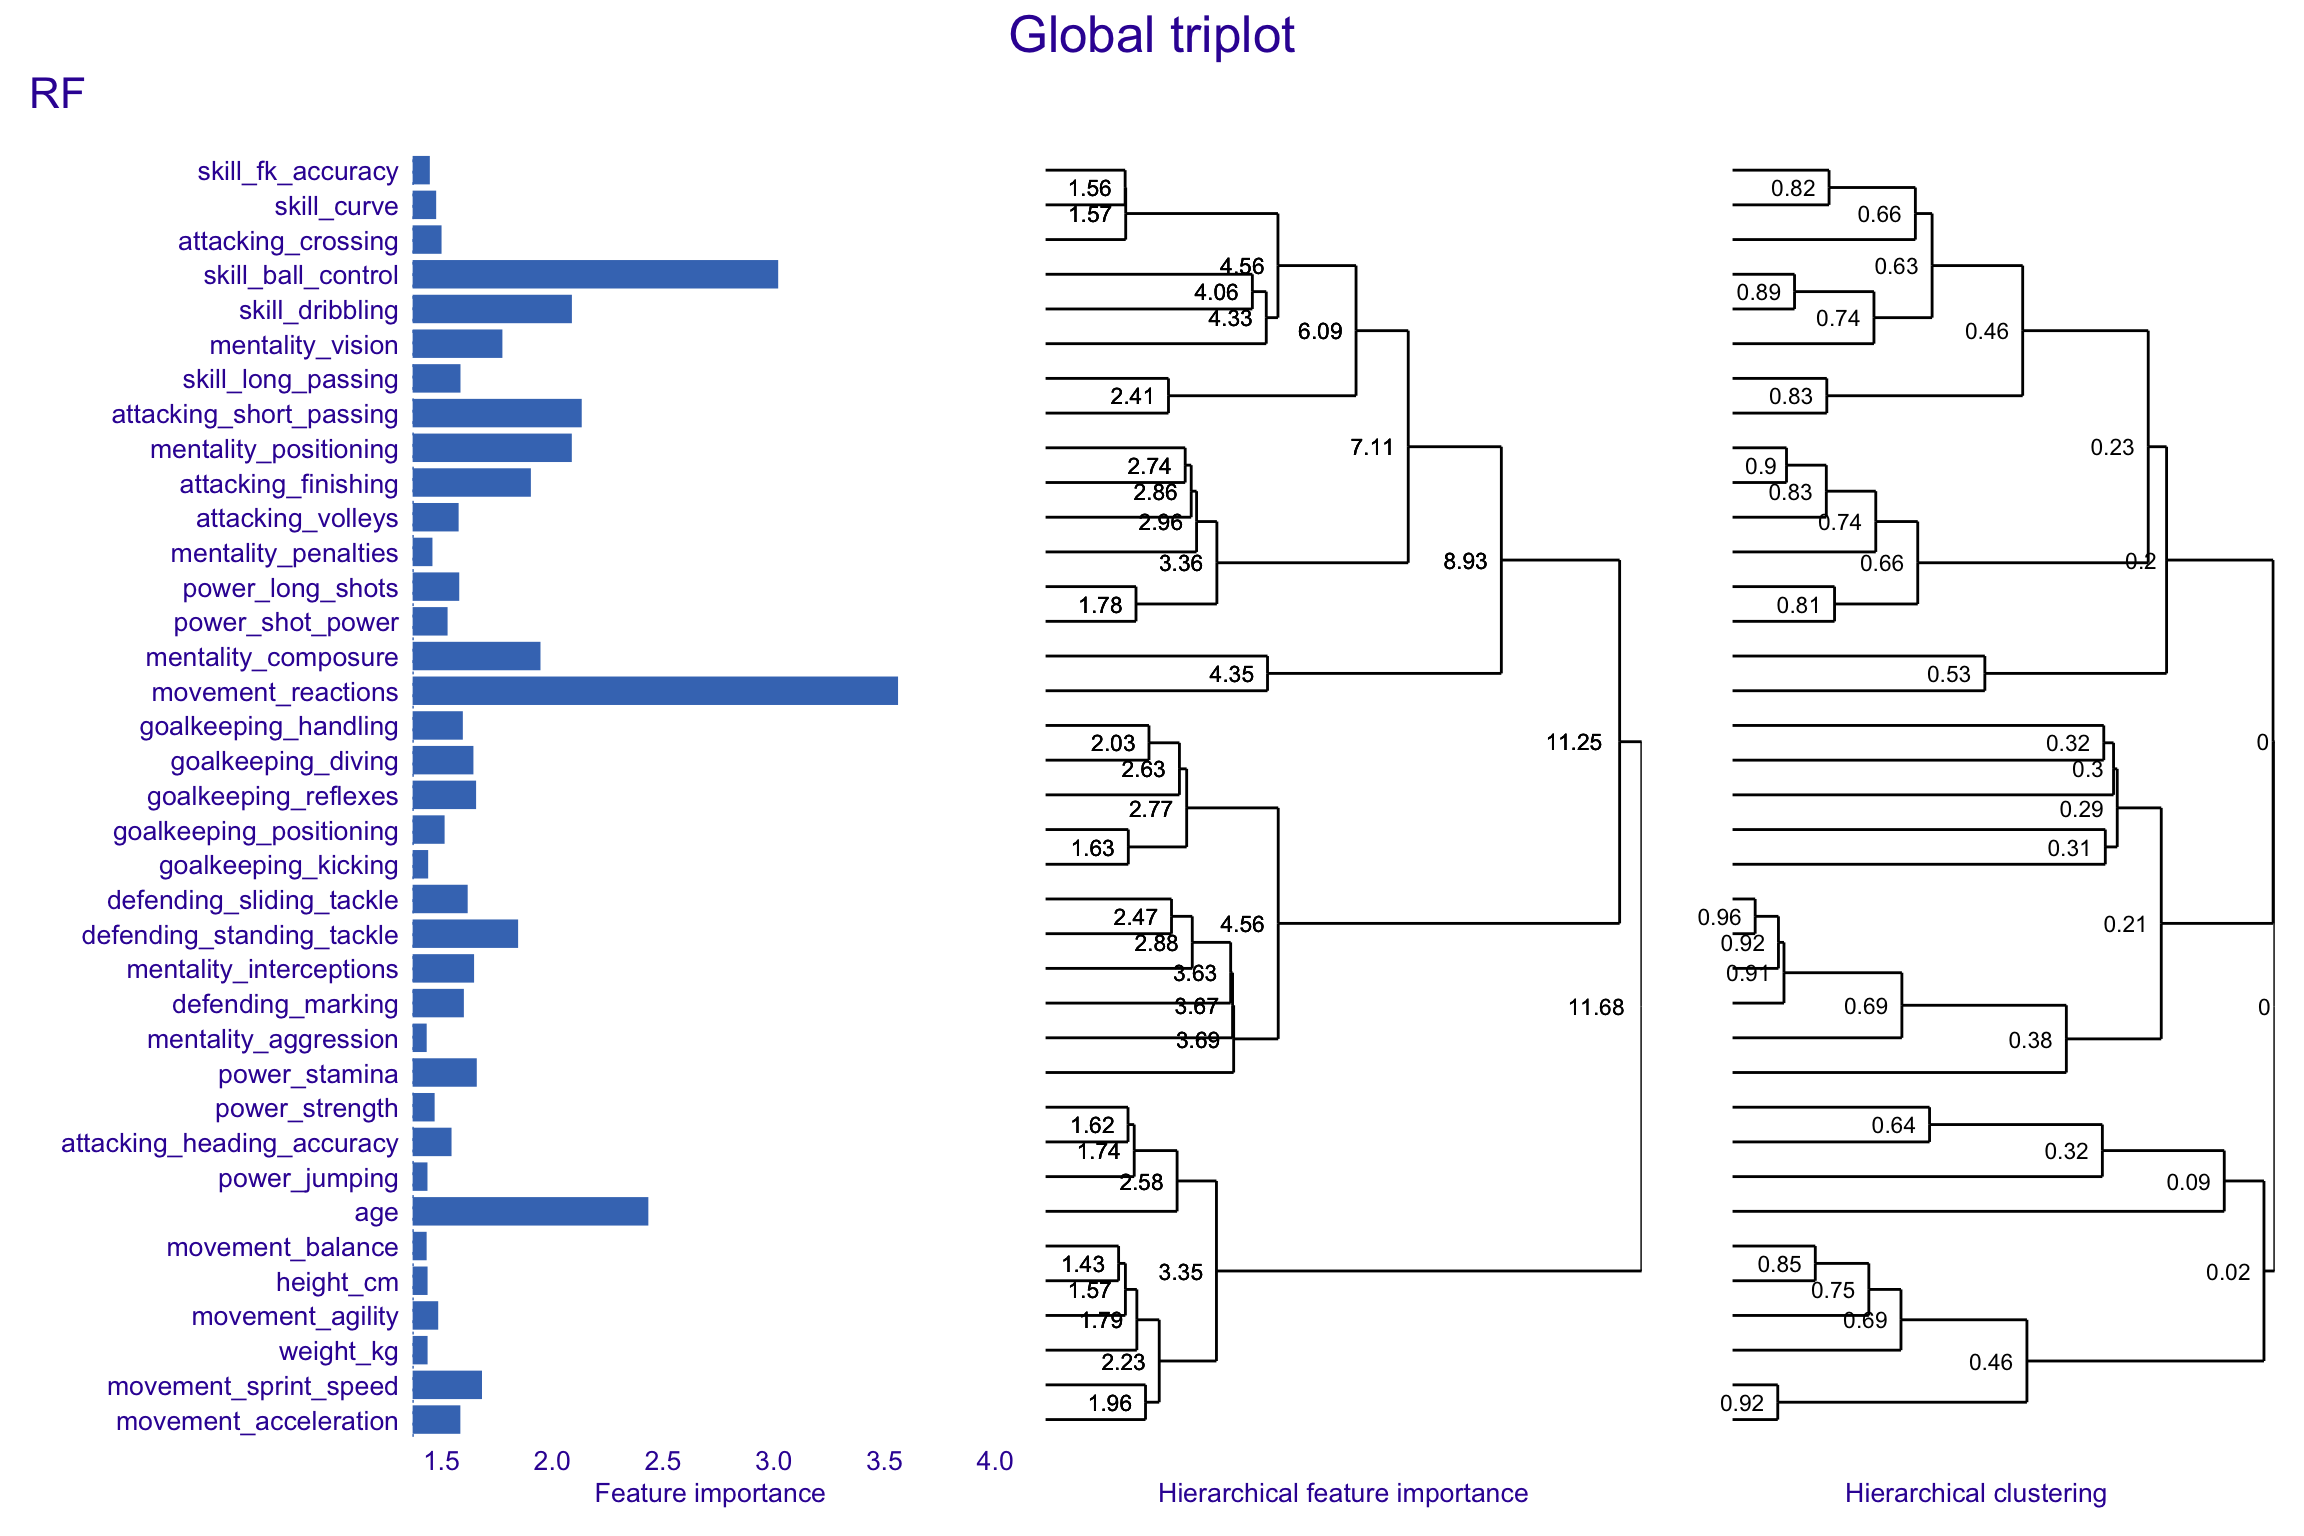 Global triplot
RF
skill_fk_accuracy
skill_curve
attacking_crossing
skill_ball_control
skill_dribbling
mentality_vision
skill_long_passing
attacking_short_passing
mentality_positioning
attacking_finishing
attacking_volleys
mentality_penalties
power_long_shots
power_shot_power
mentality_composure
movement_reactions
goalkeeping_handling
goalkeeping_diving
goalkeeping_reflexes
goalkeeping_positioning
goalkeeping_kicking
defending_sliding_tackle
defending_standing_tackle
mentality_interceptions
defending_marking
mentality_aggression
power_stamina
power_strength
attacking_heading_accuracy
power_jumping
age
movement_balance
height_cm
movement_agility
weight_kg
movement_sprint_speed
movement_acceleration
1.5 2.0 2.5 3.0 3.5 4.0
Feature importance
1.56
1.57
4.56
4.06
4.33
6.09
2.41
7.11
2.74
2.86
2.96
3.36
8.93
1.78
4.35
11.25
2.03
2.63
2.77
1.63
2.47
4.56
2.88
3.63
3.67
11.68
3.69
1.62
1.74
2.58
1.43
3.35
1.57
1.79
2.23
1.96
Hierarchical feature importance
0.82
0.66
0.63
0.89
0.74
0.46
0.83
0.23
0.9
0.83
0.74
0.2
0.66
0.81
0.53
0
0.32
0.3
0.29
0.31
0.96
0.21
0.92
0.91
0.69
0
0.38
0.64
0.32
0.09
0.85
0.02
0.75
0.69
0.46
0.92
Hierarchical clustering